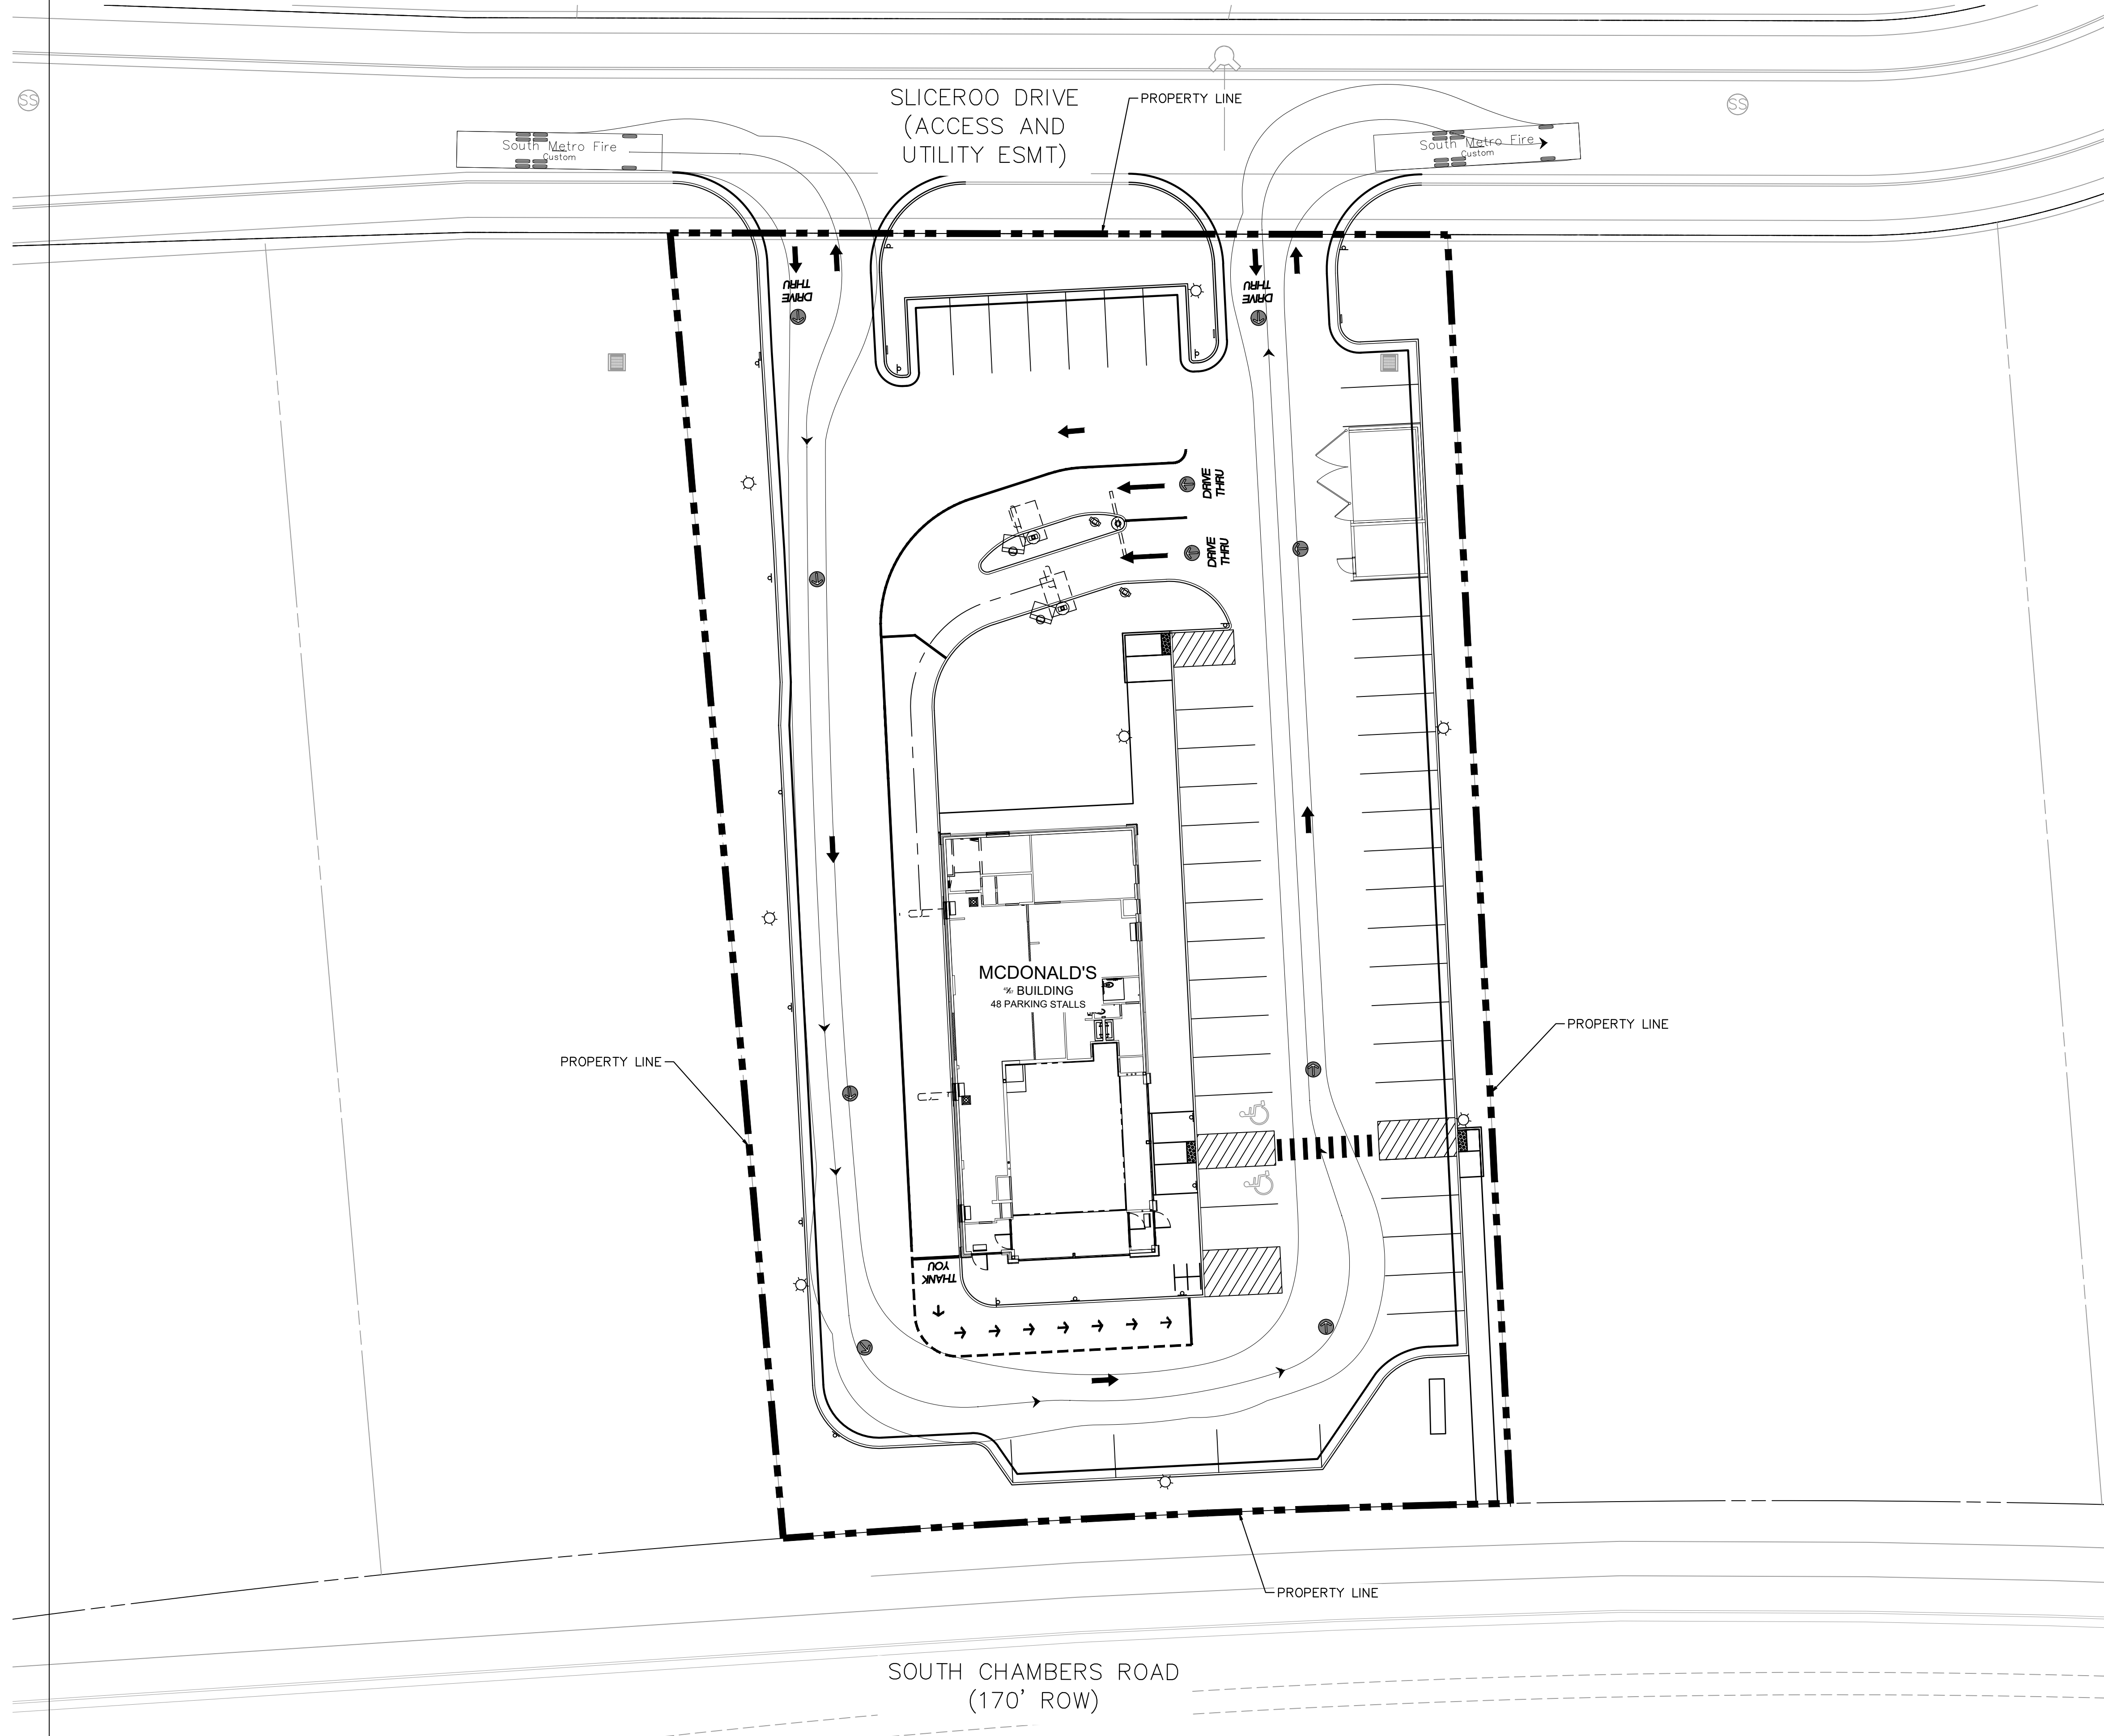 SLICEROO DRIVE
(ACCESS AND
UTILITY ESMT)
PROPERTY LINE
SS
SS
South Metro Fire
Custom
South Metro Fire
Custom
DRIVE
THRU
DRIVE
THRU
DRIVE
THRU
DRIVE
THRU
MCDONALD'S
BUILDING
48 PARKING STALLS
PROPERTY LINE
PROPERTY LINE
THANK
YOU
PROPERTY LINE
SOUTH CHAMBERS ROAD
(170' ROW)